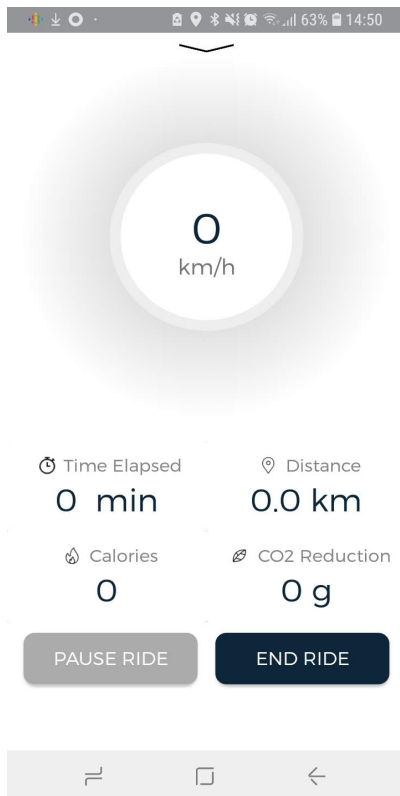 63% 14:50
0
km/h
Time Elapsed
0 min
Distance
0.0 km
Calories
0
CO2 Reduction
0 g
PAUSE RIDE
END RIDE